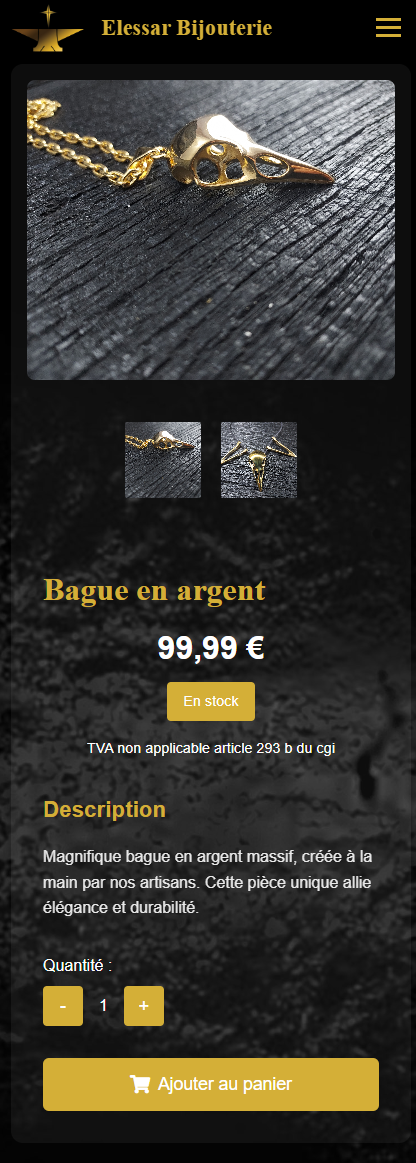 Elessar Bijouterie
Bague en argent
99,99 €
En stock
TVA non applicable article 293 b du cgi
Description
Magnifique bague en argent massif, créée à la
main par nos artisans. Cette pièce unique allie
élégance et durabilité.
Quantité :
- 1 +
Ajouter au panier